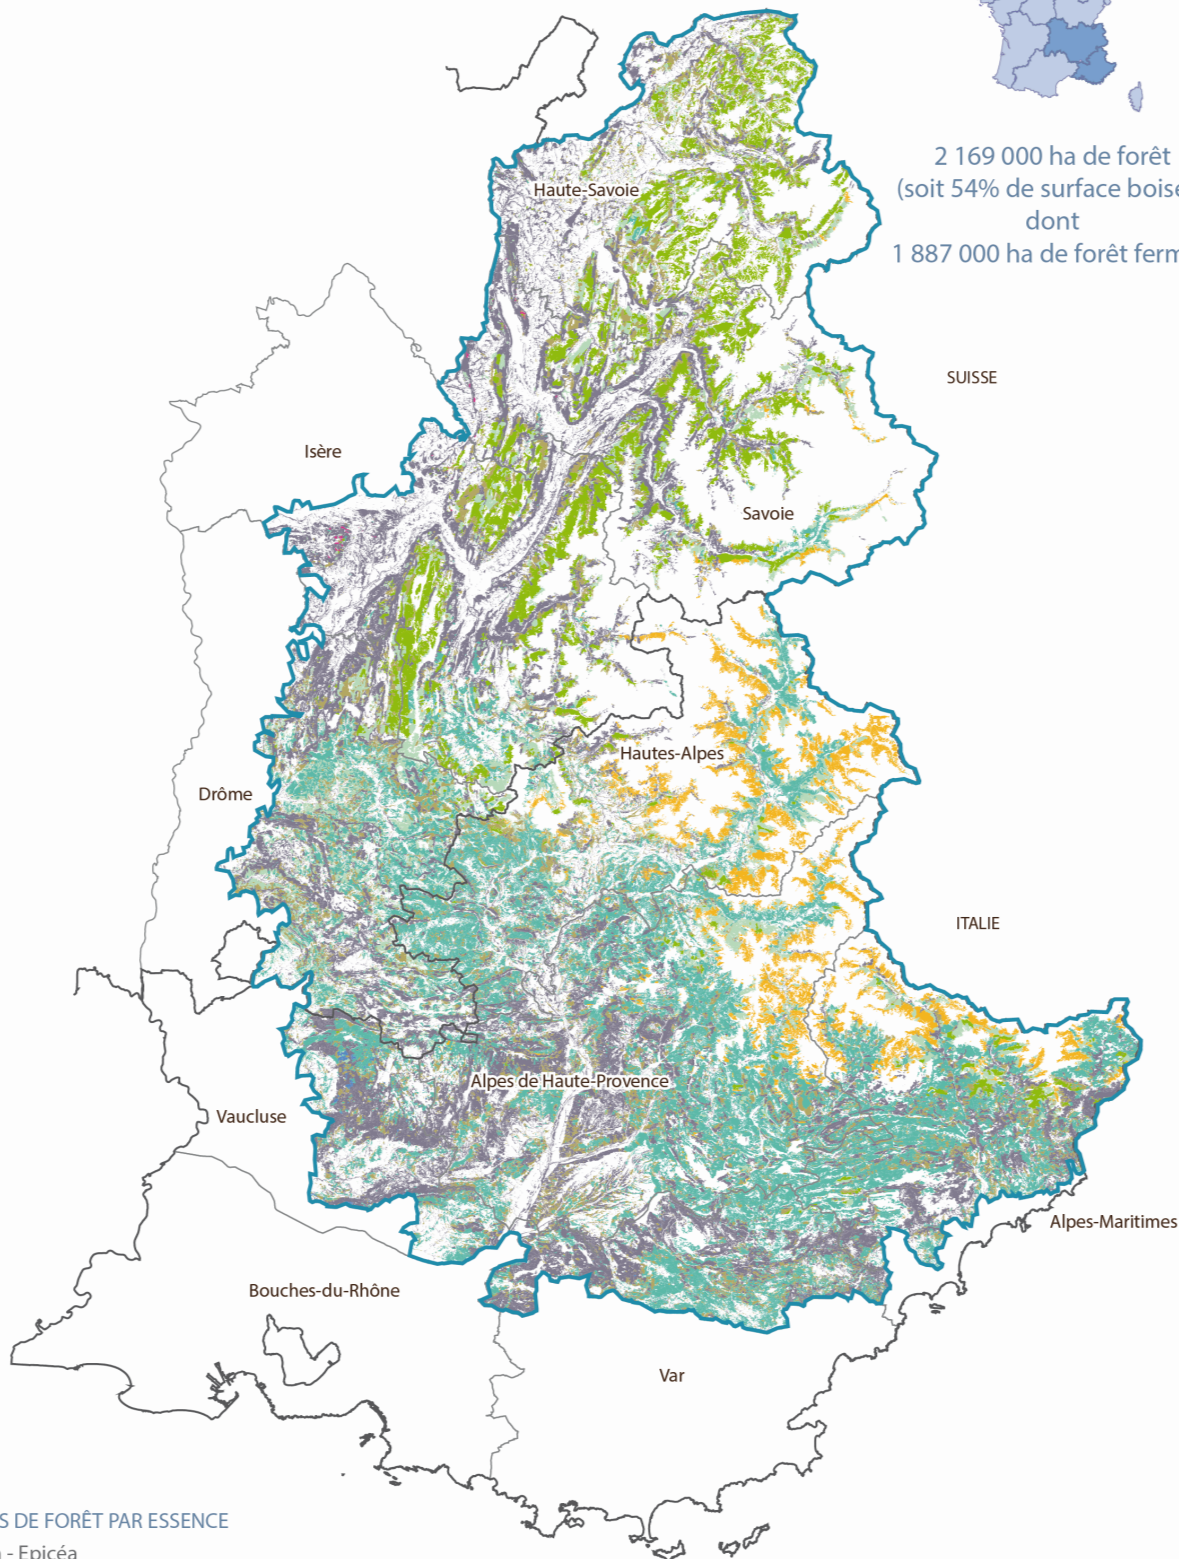 2 169 000 ha de forêt
(soit 54% de surface boisé
dont
1 887 000 ha de forêt ferm
Haute-Savoie
SUISSE
Isère
Savoie
Hautes-Alpes
Drôme
ITALIE
Alpes de Haute-Provence
Vaucluse
Alpes-Maritimes
Bouches-du-Rhône
Var
S DE FORÊT PAR ESSENCE
- Epicéa